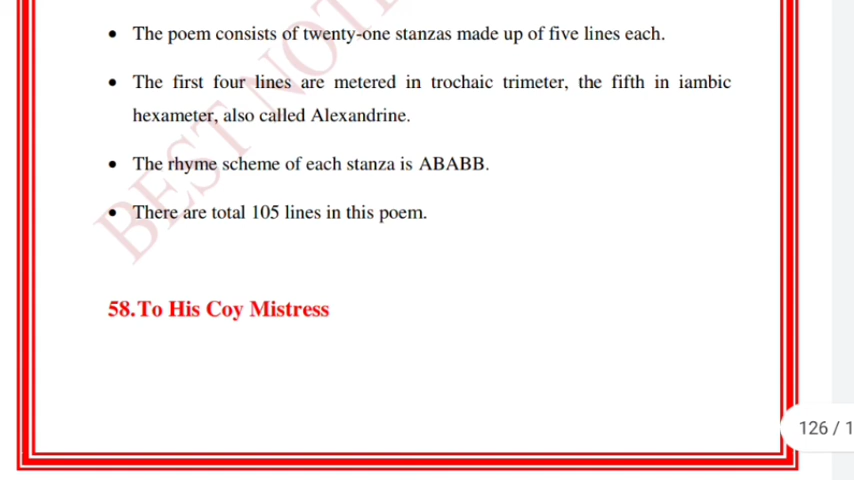 • The poem consists of twenty-one stanzas made up of five lines each.
• The first four lines are metered in trochaic trimeter, the fifth in iambic
hexameter, also called Alexandrine.
• The rhyme scheme of each stanza is ABABB.
• There are total 105 lines in this poem.
BEST NOTE
58.To His Coy Mistress
126 / 1